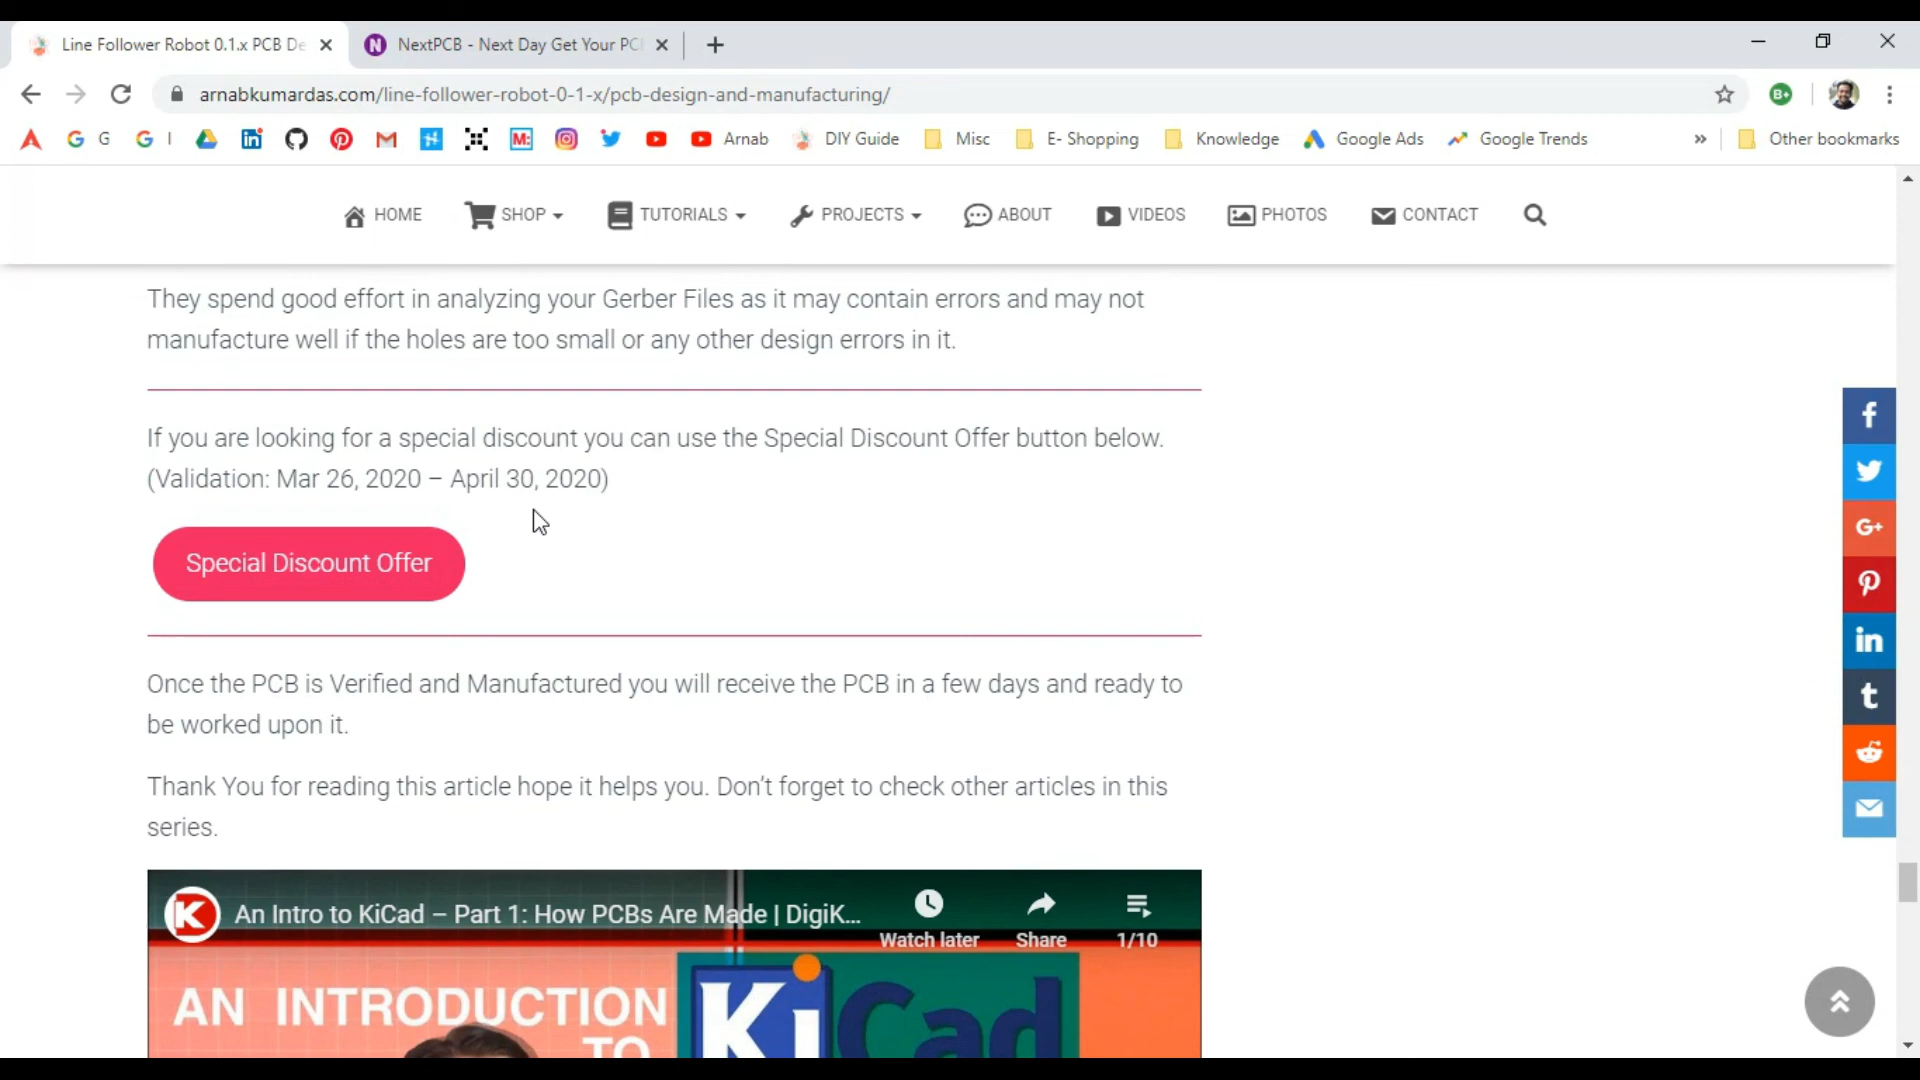 Line Follower Robot 0.1.x PCB De
NextPCB - Next Day Get Your PC
arnabkumardas.com/line-follower-robot-0-1-x/pcb-design-and-manufacturing/
G
I
M:
Arnab
DIY Guide
Misc
E- Shopping
Knowledge
Google Ads
Google Trends
»
Other bookmarks
HOME
SHOP
TUTORIALS
PROJECTS
ABOUT
VIDEOS
PHOTOS
CONTACT
They spend good effort in analyzing your Gerber Files as it may contain errors and may not
manufacture well if the holes are too small or any other design errors in it.
If you are looking for a special discount you can use the Special Discount Offer button below.
(Validation: Mar 26, 2020 – April 30, 2020)
Special Discount Offer
Once the PCB is Verified and Manufactured you will receive the PCB in a few days and ready to
be worked upon it.
Thank You for reading this article hope it helps you. Don't forget to check other articles in this
series.
An Intro to KiCad – Part 1: How PCBs Are Made | DigiK...
Watch later
Share
1/10
AN INTRODUCTION
TO
KiCad